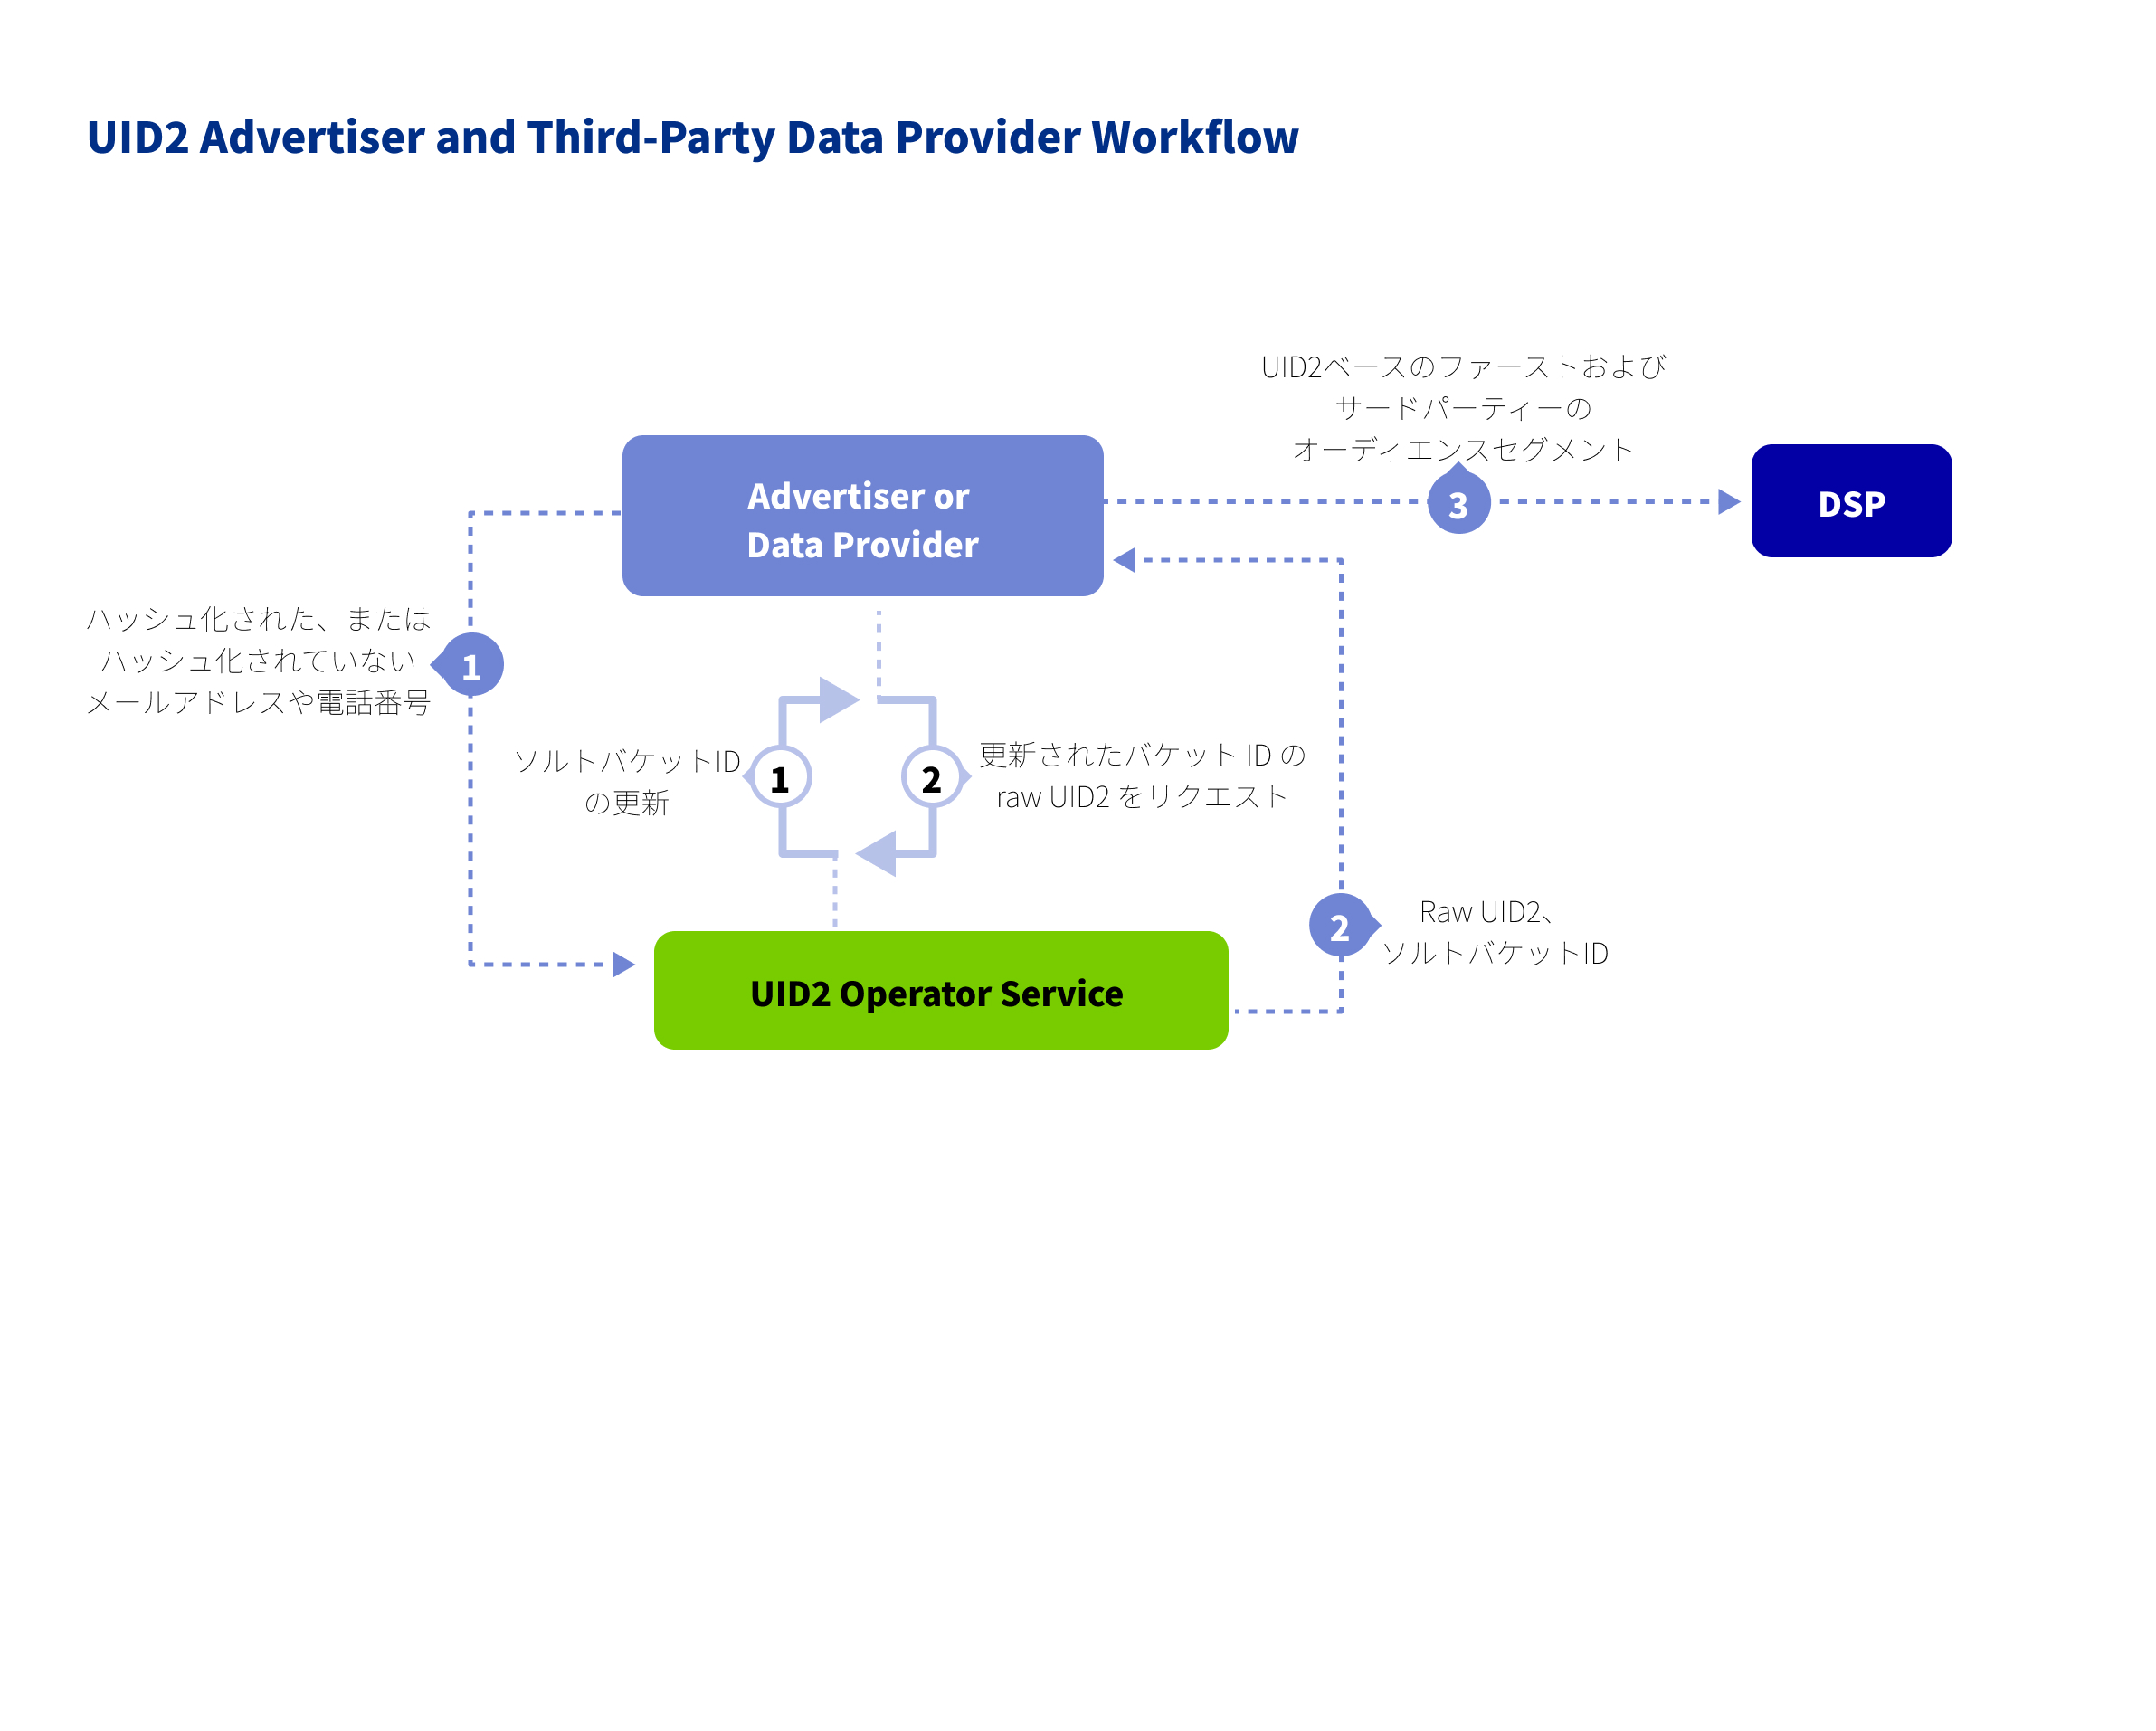 UID2 Advertiser and Third-Party Data Provider Workflow
UID2ベースのファーストおよび
サードパーティーの
オーディエンスセグメント
3
DSP
Advertiser or
Data Provider
ハッシュ化された、または
ハッシュ化されていない
メールアドレスや電話番号
1
ソルトバケットID
の更新
1
2
更新されたバケット ID の
raw UID2 をリクエスト
2
Raw UID2、
ソルトバケットID
UID2 Operator Service